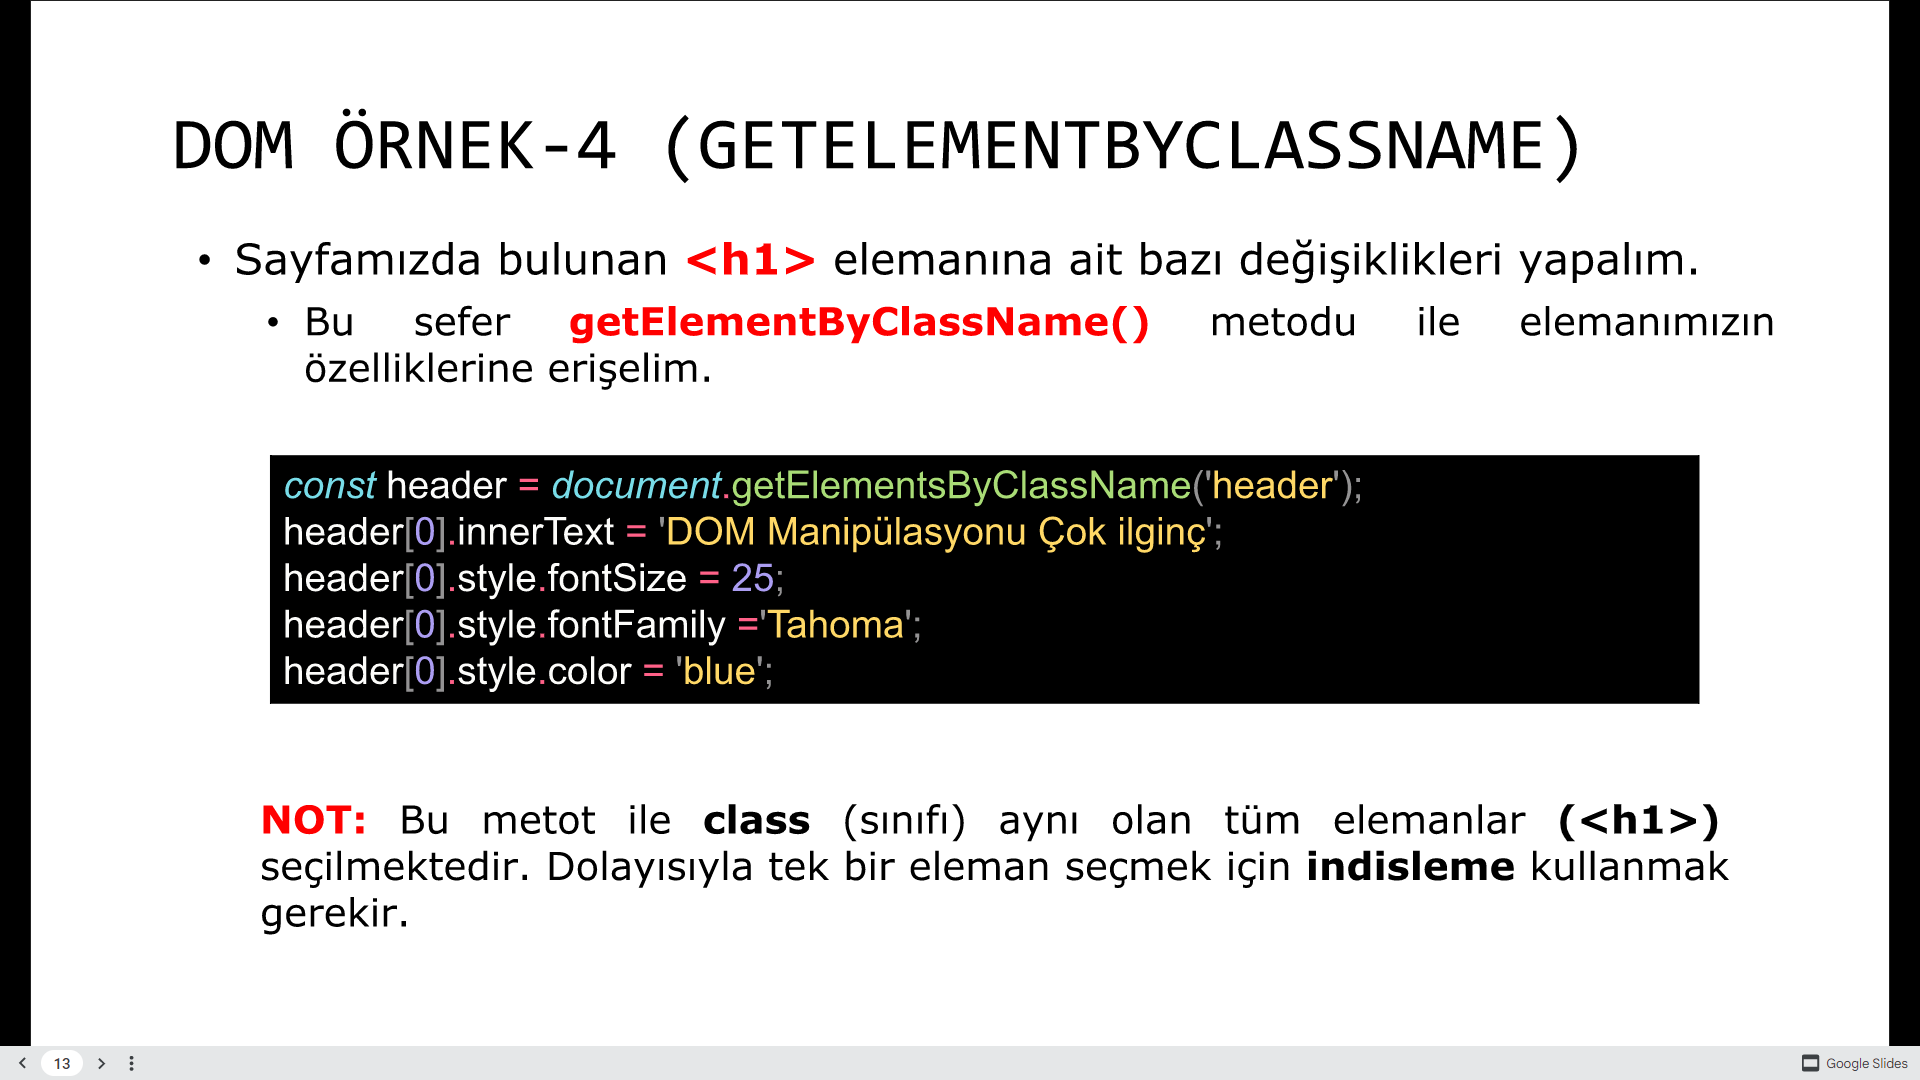 DOM ÖRNEK-4 (GETELEMENTBYCLASSNAME)
• Sayfamızda bulunan <h1> elemanına ait bazı değişiklikleri yapalım.
• Bu sefer getElementByClassName() metodu ile elemanımızın
özelliklerine erişelim.
const header = document.getElementsByClassName('header');
header[0].innerText = 'DOM Manipülasyonu Çok ilginç';
header[0].style.fontSize = 25;
header[0].style.fontFamily ='Tahoma';
header[0].style.color = 'blue';
NOT: Bu metot ile class (sınıfı) aynı olan tüm elemanlar (<h1>)
seçilmektedir. Dolayısıyla tek bir eleman seçmek için indisleme kullanmak
gerekir.
13
Google Slides